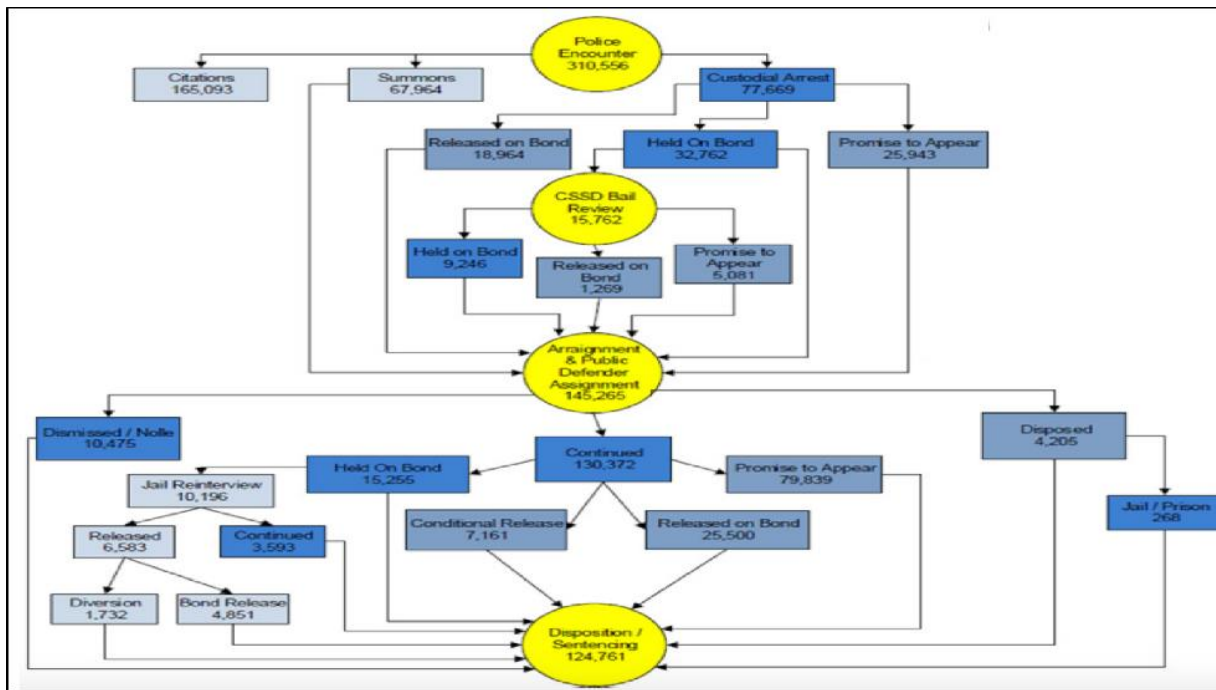 Police
Encounter
310,556
Citations
165,093
Summons
67,964
Custodial Arrest
77,669
Released on Bond
18,964
Held On Bond
32,762
Promise to Appear
25,943
CSSD Bail
Review
15,762
Held on Bond
9,246
Released on
Bond
1,269
Promise to
Appear
5,081
Arraignment
& Public
Defender
Assignment
145,265
Dismissed / Nolle
10,475
Continued
130,372
Disposed
4,205
Held On Bond
15,255
Promise to Appear
79,839
Jail Reinterview
10,196
Jail / Prison
268
Conditional Release
7,161
Released on Bond
25,500
Released
6,583
Continued
3,593
Diversion
1,732
Bond Release
4,851
Disposition /
Sentencing
124,761